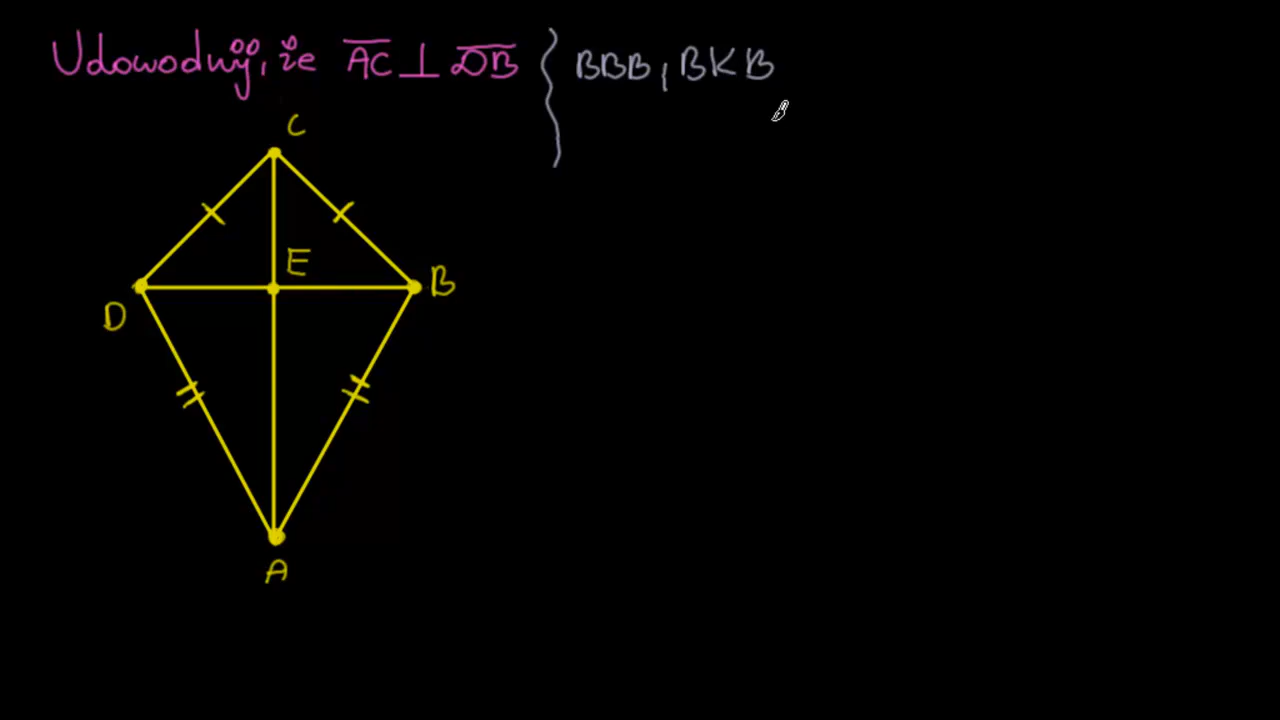 Udowodnij, że AC ⊥ DB { BBB, BKB
C
E
B
D
A